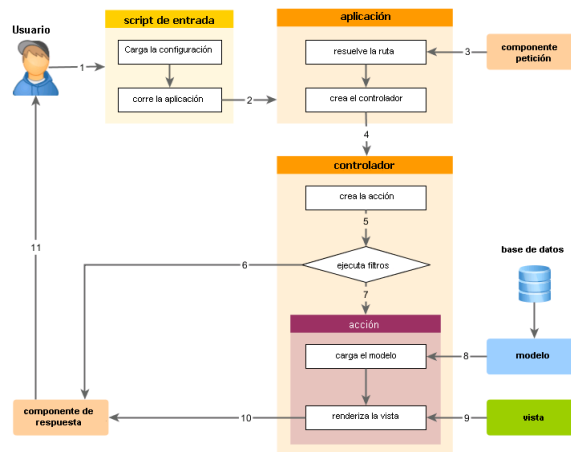 script de entrada
aplicación
Usuario
Carga la configuración
resuelve la ruta
3
componente
petición
1
corre la aplicación
2
crea el controlador
4
controlador
crea la acción
5
11
6
ejecuta filtros
base de datos
7
acción
carga el modelo
8
modelo
componente de
respuesta
10
renderiza la vista
9
vista